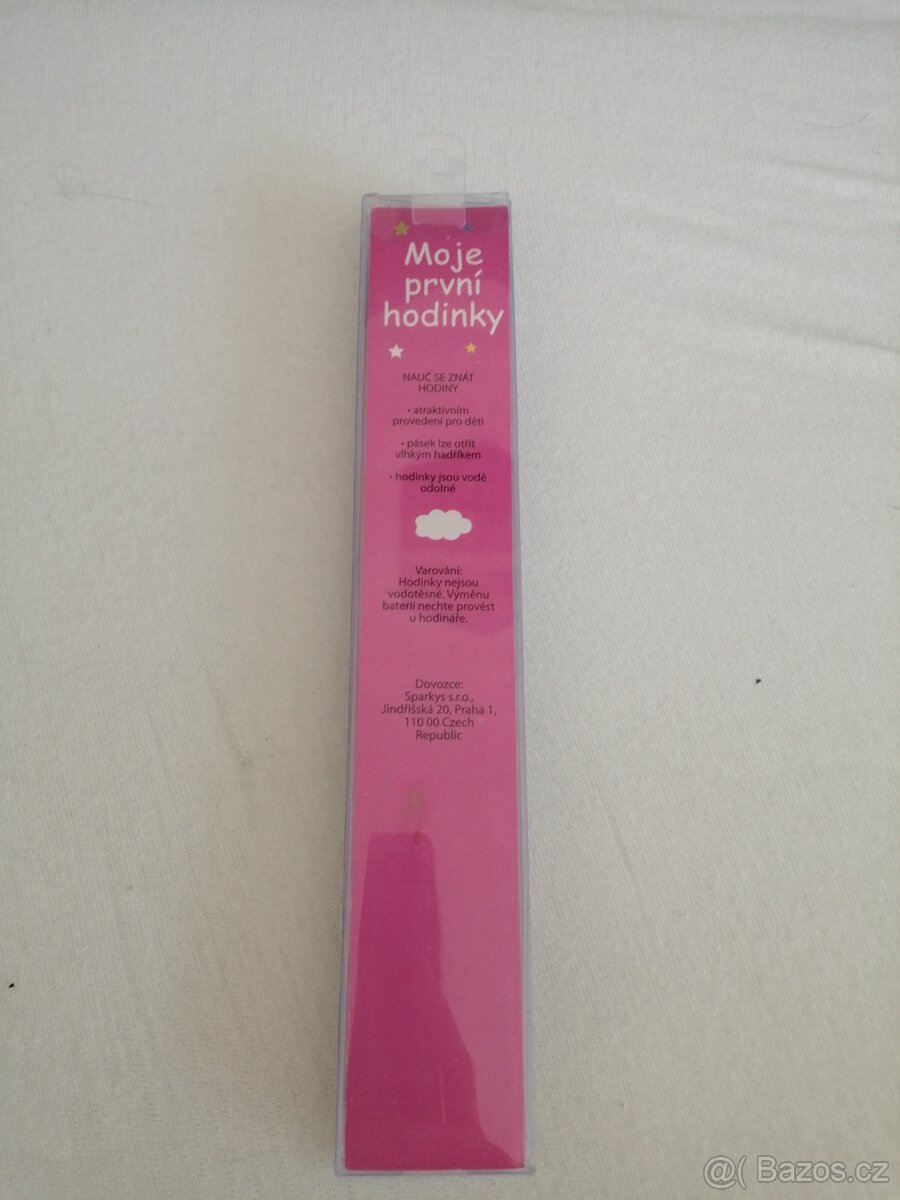 Moje
první
hodinky
NAUČ SE ZNÁT
HODINY
• atraktivním
provedení pro děti
• pásek lze otřít
vlhkým hadříkem
• hodinky jsou vodě
odolné
Varování:
Hodinky nejsou
vodotěsné. Výměnu
baterií nechte provést
u hodináře.
Dovozce:
Sparkys s.r.o.,
Jindřišská 20, Praha 1,
110 00 Czech
Republic
@( Bazos.cz